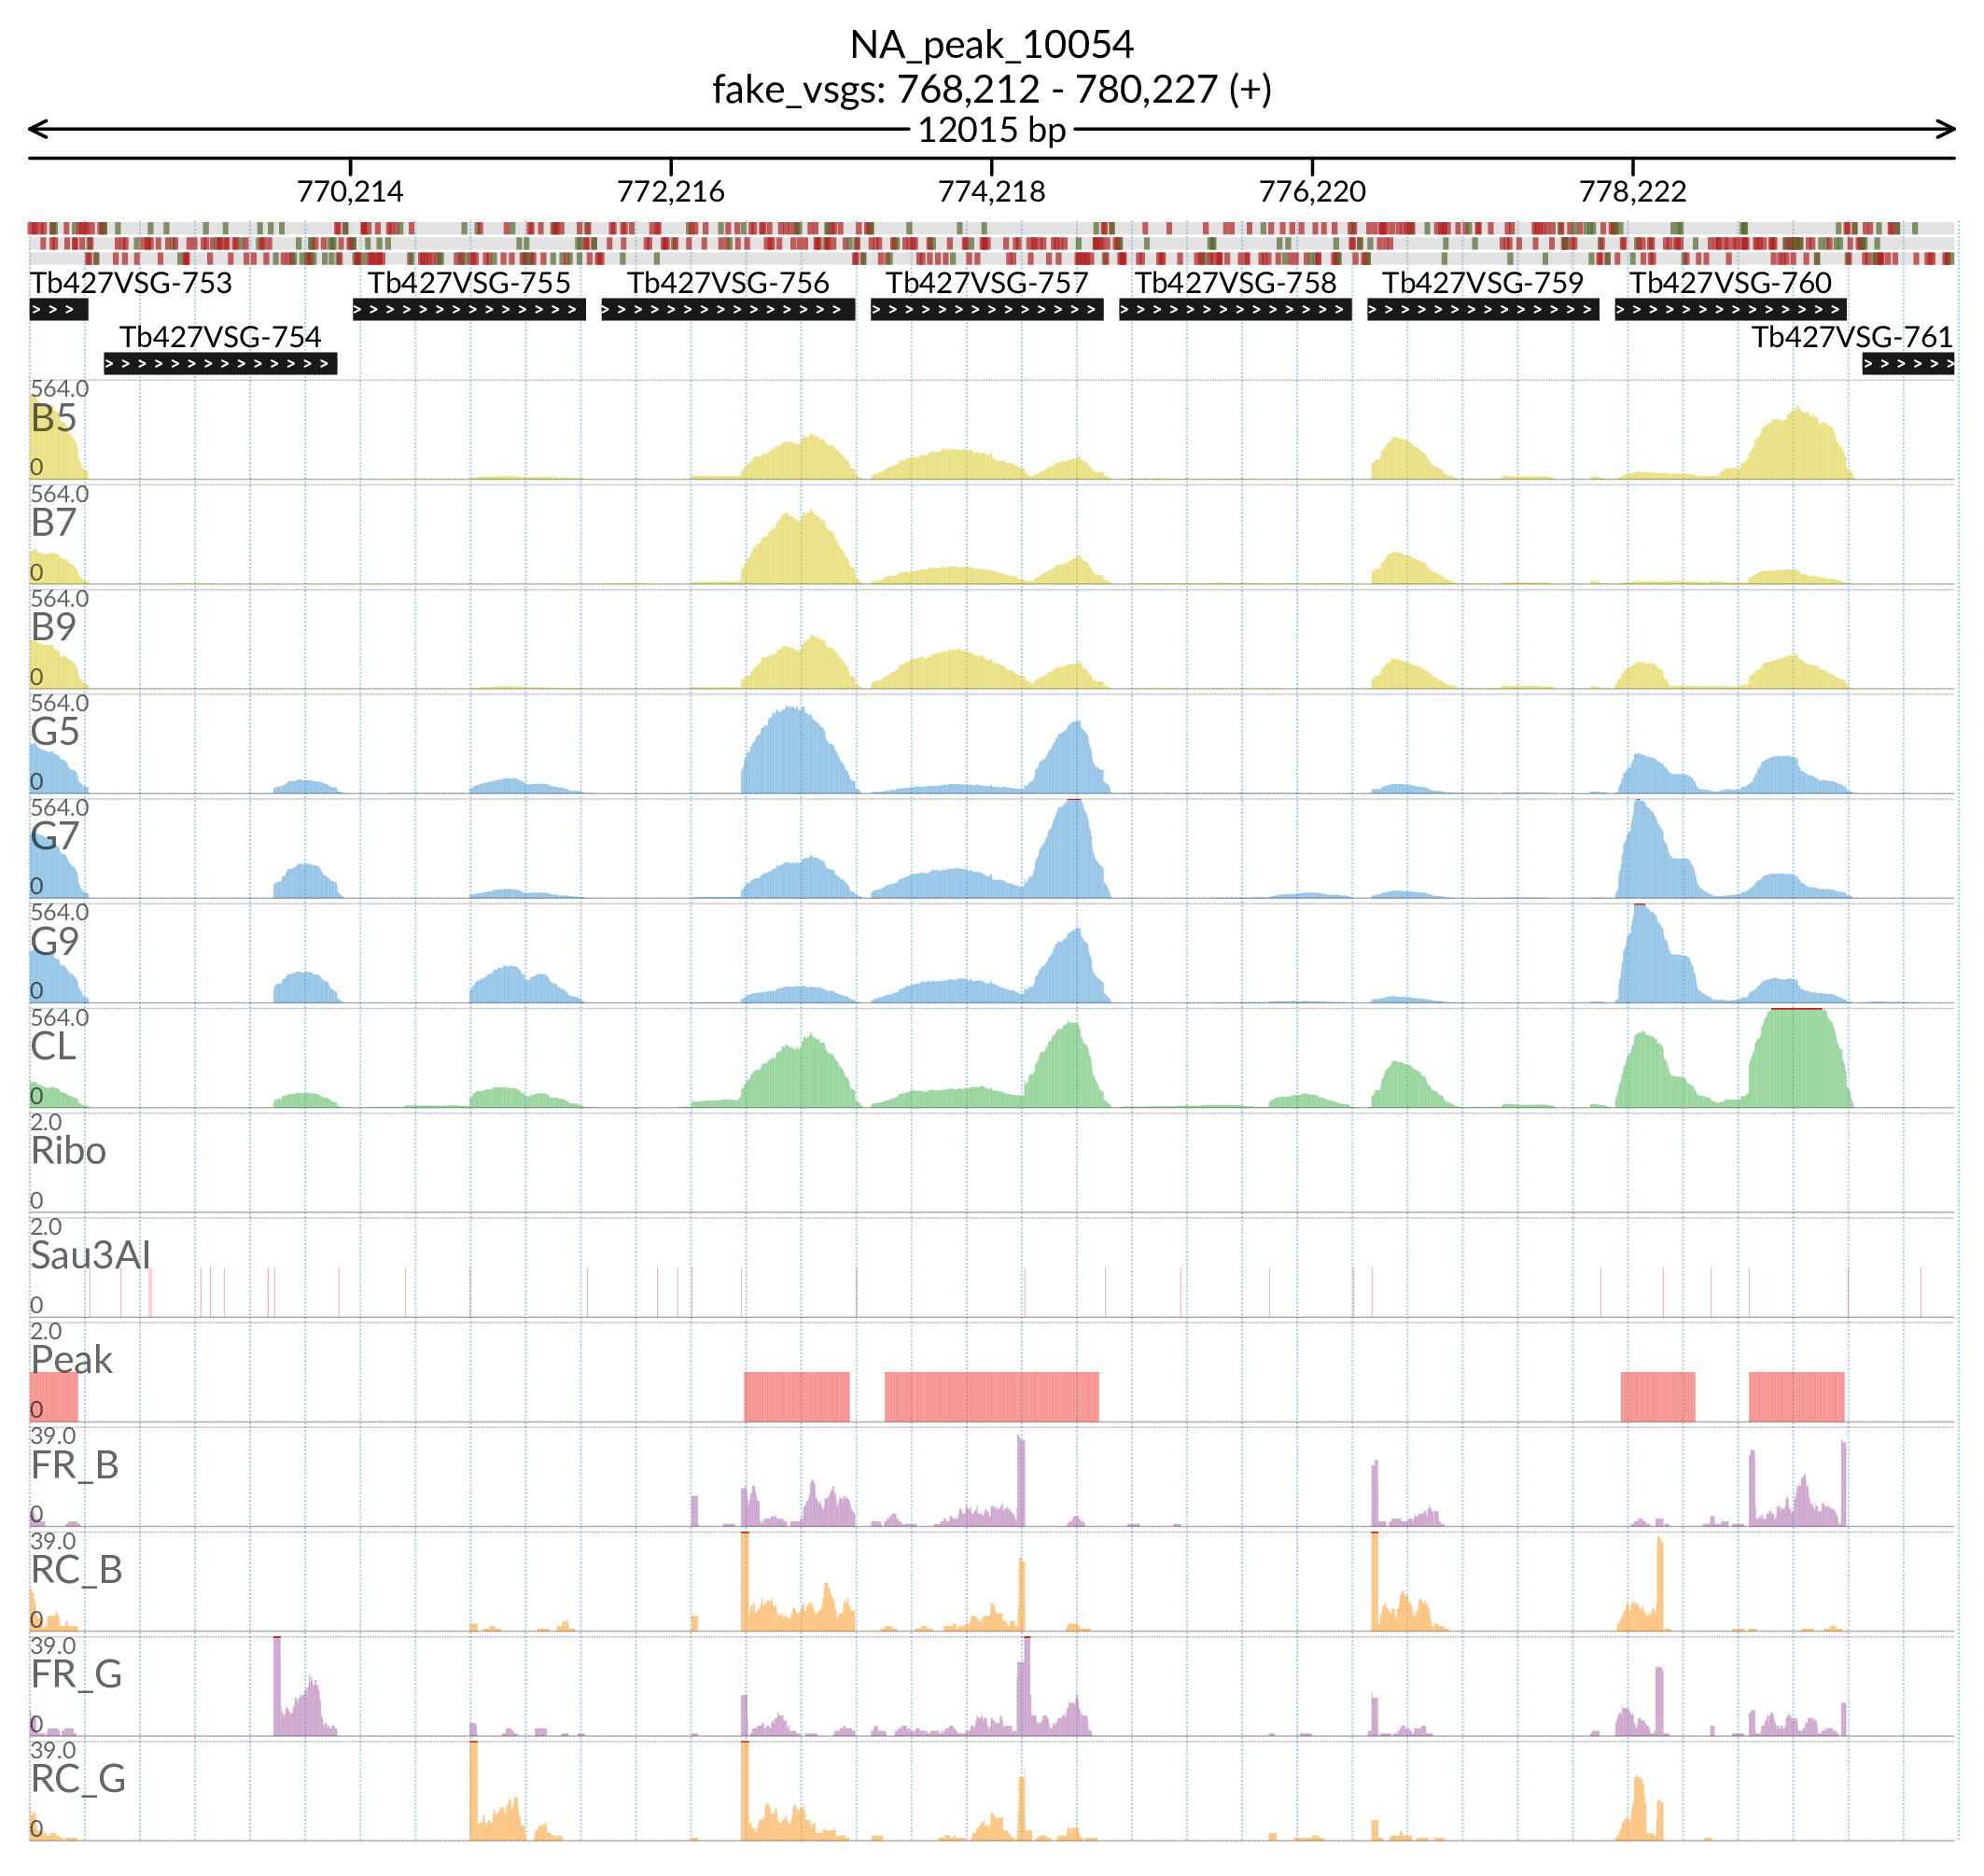 NA_peak_10054
fake_vsgs: 768,212 - 780,227 (+)
12015 bp
770,214 772,216 774,218 776,220 778,222
Tb427VSG-753 Tb427VSG-755 Tb427VSG-756 Tb427VSG-757 Tb427VSG-758 Tb427VSG-759 Tb427VSG-760
Tb427VSG-754 Tb427VSG-761
564.0
B5
0
564.0
B7
0
564.0
B9
0
564.0
G5
0
564.0
G7
0
564.0
G9
0
564.0
CL
0
2.0
Ribo
0
2.0
Sau3AI
0
2.0
Peak
0
39.0
FR_B
0
39.0
RC_B
0
39.0
FR_G
0
39.0
RC_G
0